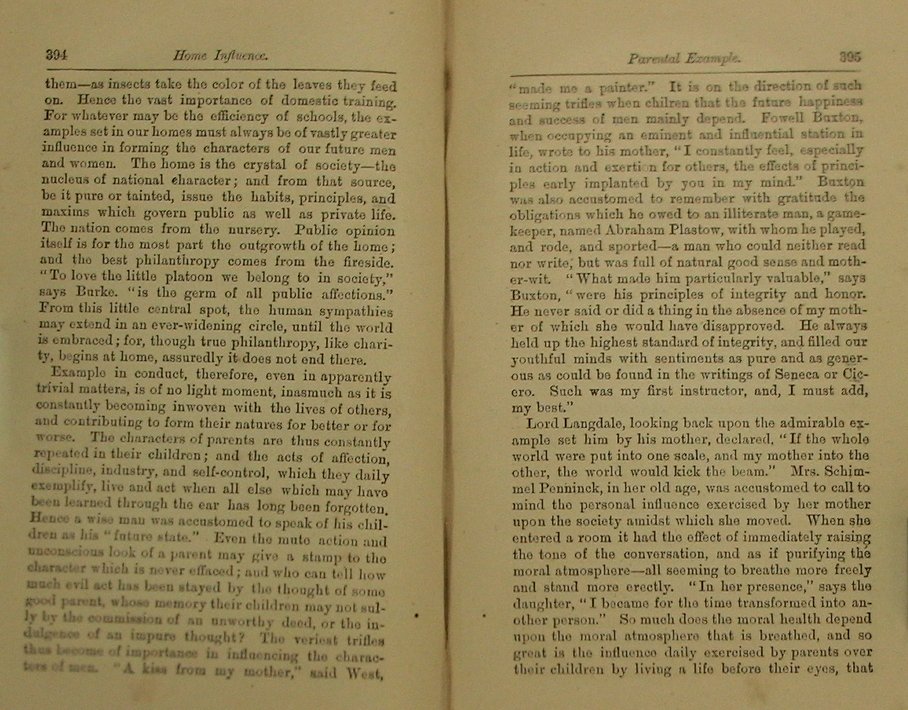 394
Home Influence.
them—as insects take the color of the leaves they feed
on. Hence the vast importance of domestic training.
For whatever may be the efficiency of schools, the ex-
amples set in our homes must always be of vastly greater
influence in forming the characters of our future men
and women. The home is the crystal of society—the
nucleus of national character; and from that source,
be it pure or tainted, issue the habits, principles, and
maxims which govern public as well as private life.
The nation comes from the nursery. Public opinion
itself is for the most part the outgrowth of the home;
and the best philanthropy comes from the fireside.
"To love the little platoon we belong to in society,"
says Burke. "is the germ of all public affections."
From this little central spot, the human sympathies
may extend in an ever-widening circle, until the world
is embraced; for, though true philanthropy, like chari-
ty, begins at home, assuredly it does not end there.
Example in conduct, therefore, even in apparently
trivial matters, is of no light moment, inasmuch as it is
constantly becoming inwoven with the lives of others,
and contributing to form their natures for better or for
worse. The characters of parents are thus constantly
repeated in their children; and the acts of affection,
discipline, industry, and self-control, which they daily
exemplify, live and act when all else which may have
been learned through the ear has long been forgotten.
Hence a wise man was accustomed to speak of his chil-
dren as his "future state." Even the mute action and
unconscious look of a parent may give a stamp to the
character which is never effaced; and who can tell how
much evil act has been stayed by the thought of some
good parent, whose memory their children may not sul-
ly by the commission of an unworthy deed, or the in-
dulgence of an impure thought? The veriest trifles
thus become of importance in influencing the charac-
ters of men. "A kiss from my mother," said West,
Parental Example.
395
"made me a painter." It is on the direction of such
seeming trifles when chilren that the future happiness
and success of men mainly depend. Fowell Buxton,
when occupying an eminent and influential station in
life, wrote to his mother, "I constantly feel, especially
in action and exertion for others, the effects of princi-
ples early implanted by you in my mind." Buxton
was also accustomed to remember with gratitude the
obligations which he owed to an illiterate man, a game-
keeper, named Abraham Plastow, with whom he played,
and rode, and sported—a man who could neither read
nor write, but was full of natural good sense and moth-
er-wit. "What made him particularly valuable," says
Buxton, "were his principles of integrity and honor.
He never said or did a thing in the absence of my moth-
er of which she would have disapproved. He always
held up the highest standard of integrity, and filled our
youthful minds with sentiments as pure and as gener-
ous as could be found in the writings of Seneca or Cic-
ero. Such was my first instructor, and, I must add,
my best."
Lord Langdale, looking back upon the admirable ex-
ample set him by his mother, declared, "If the whole
world were put into one scale, and my mother into the
other, the world would kick the beam." Mrs. Schim-
mel Penninck, in her old age, was accustomed to call to
mind the personal influence exercised by her mother
upon the society amidst which she moved. When she
entered a room it had the effect of immediately raising
the tone of the conversation, and as if purifying the
moral atmosphere—all seeming to breathe more freely
and stand more erectly. "In her presence," says the
daughter, "I became for the time transformed into an-
other person." So much does the moral health depend
upon the moral atmosphere that is breathed, and so
great is the influence daily exercised by parents over
their children by living a life before their eyes, that